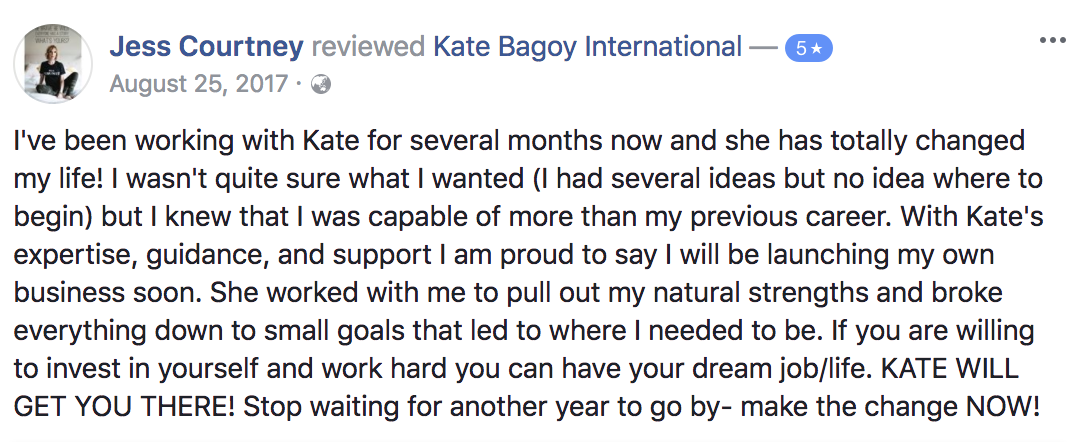 Jess Courtney reviewed Kate Bagoy International — 5★
August 25, 2017 ·
I've been working with Kate for several months now and she has totally changed
my life! I wasn't quite sure what I wanted (I had several ideas but no idea where to
begin) but I knew that I was capable of more than my previous career. With Kate's
expertise, guidance, and support I am proud to say I will be launching my own
business soon. She worked with me to pull out my natural strengths and broke
everything down to small goals that led to where I needed to be. If you are willing
to invest in yourself and work hard you can have your dream job/life. KATE WILL
GET YOU THERE! Stop waiting for another year to go by- make the change NOW!